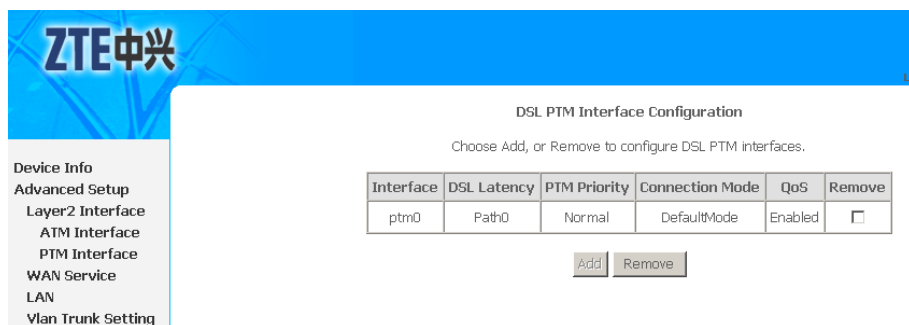 ZTE中兴
DSL PTM Interface Configuration
Choose Add, or Remove to configure DSL PTM interfaces.
Device Info
Advanced Setup
Layer2 Interface
ATM Interface
PTM Interface
WAN Service
LAN
Vlan Trunk Setting
Interface DSL Latency PTM Priority Connection Mode QoS Remove
ptm0 Path0 Normal DefaultMode Enabled
Add Remove